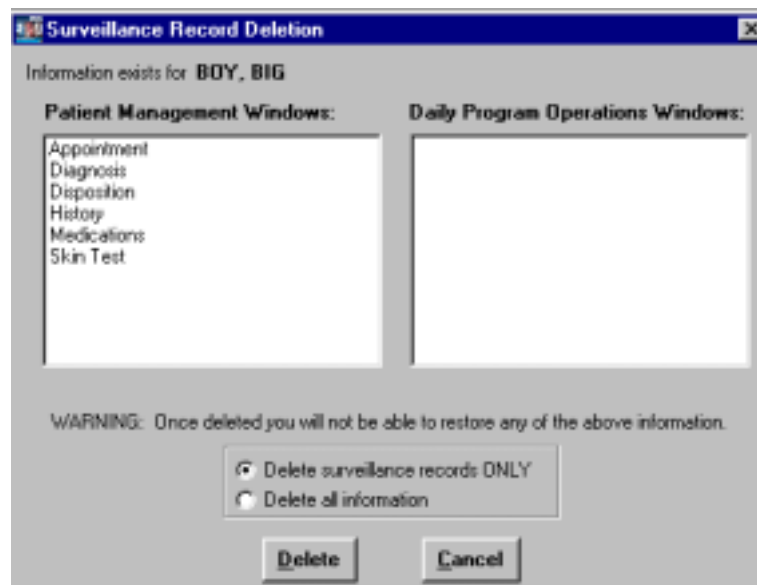 Surveillance Record Deletion
Information exists for BOY, BIG
Patient Management Windows:
Appointment
Diagnosis
Disposition
History
Medications
Skin Test
Daily Program Operations Windows:
WARNING: Once deleted you will not be able to restore any of the above information.
Delete surveillance records ONLY
Delete all information
Delete
Cancel